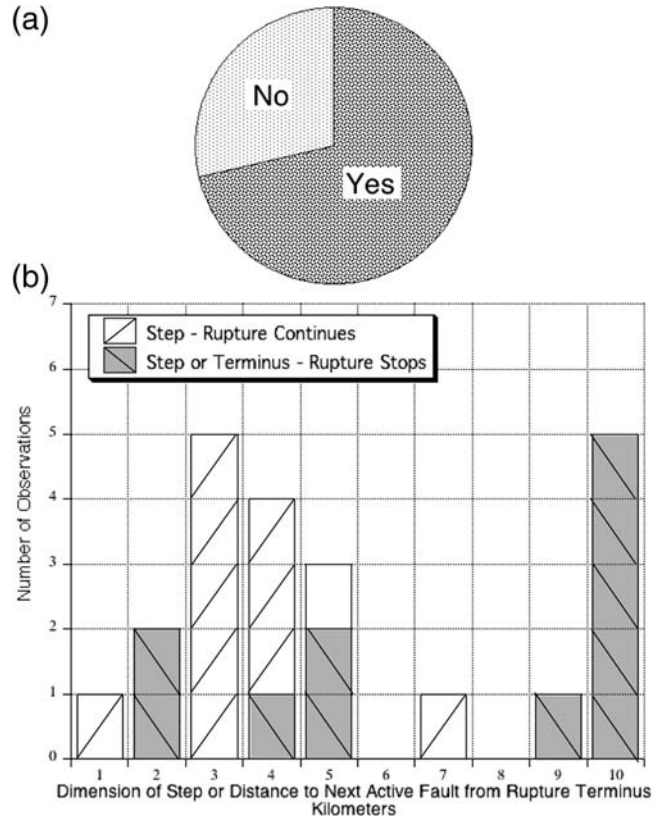 (a)
No
Yes
(b)
7
6
5
4
3
2
1
0
Number of Observations
Step - Rupture Continues
Step or Terminus - Rupture Stops
1 2 3 4 5 6 7 8 9 10
Dimension of Step or Distance to Next Active Fault from Rupture Terminus
Kilometers